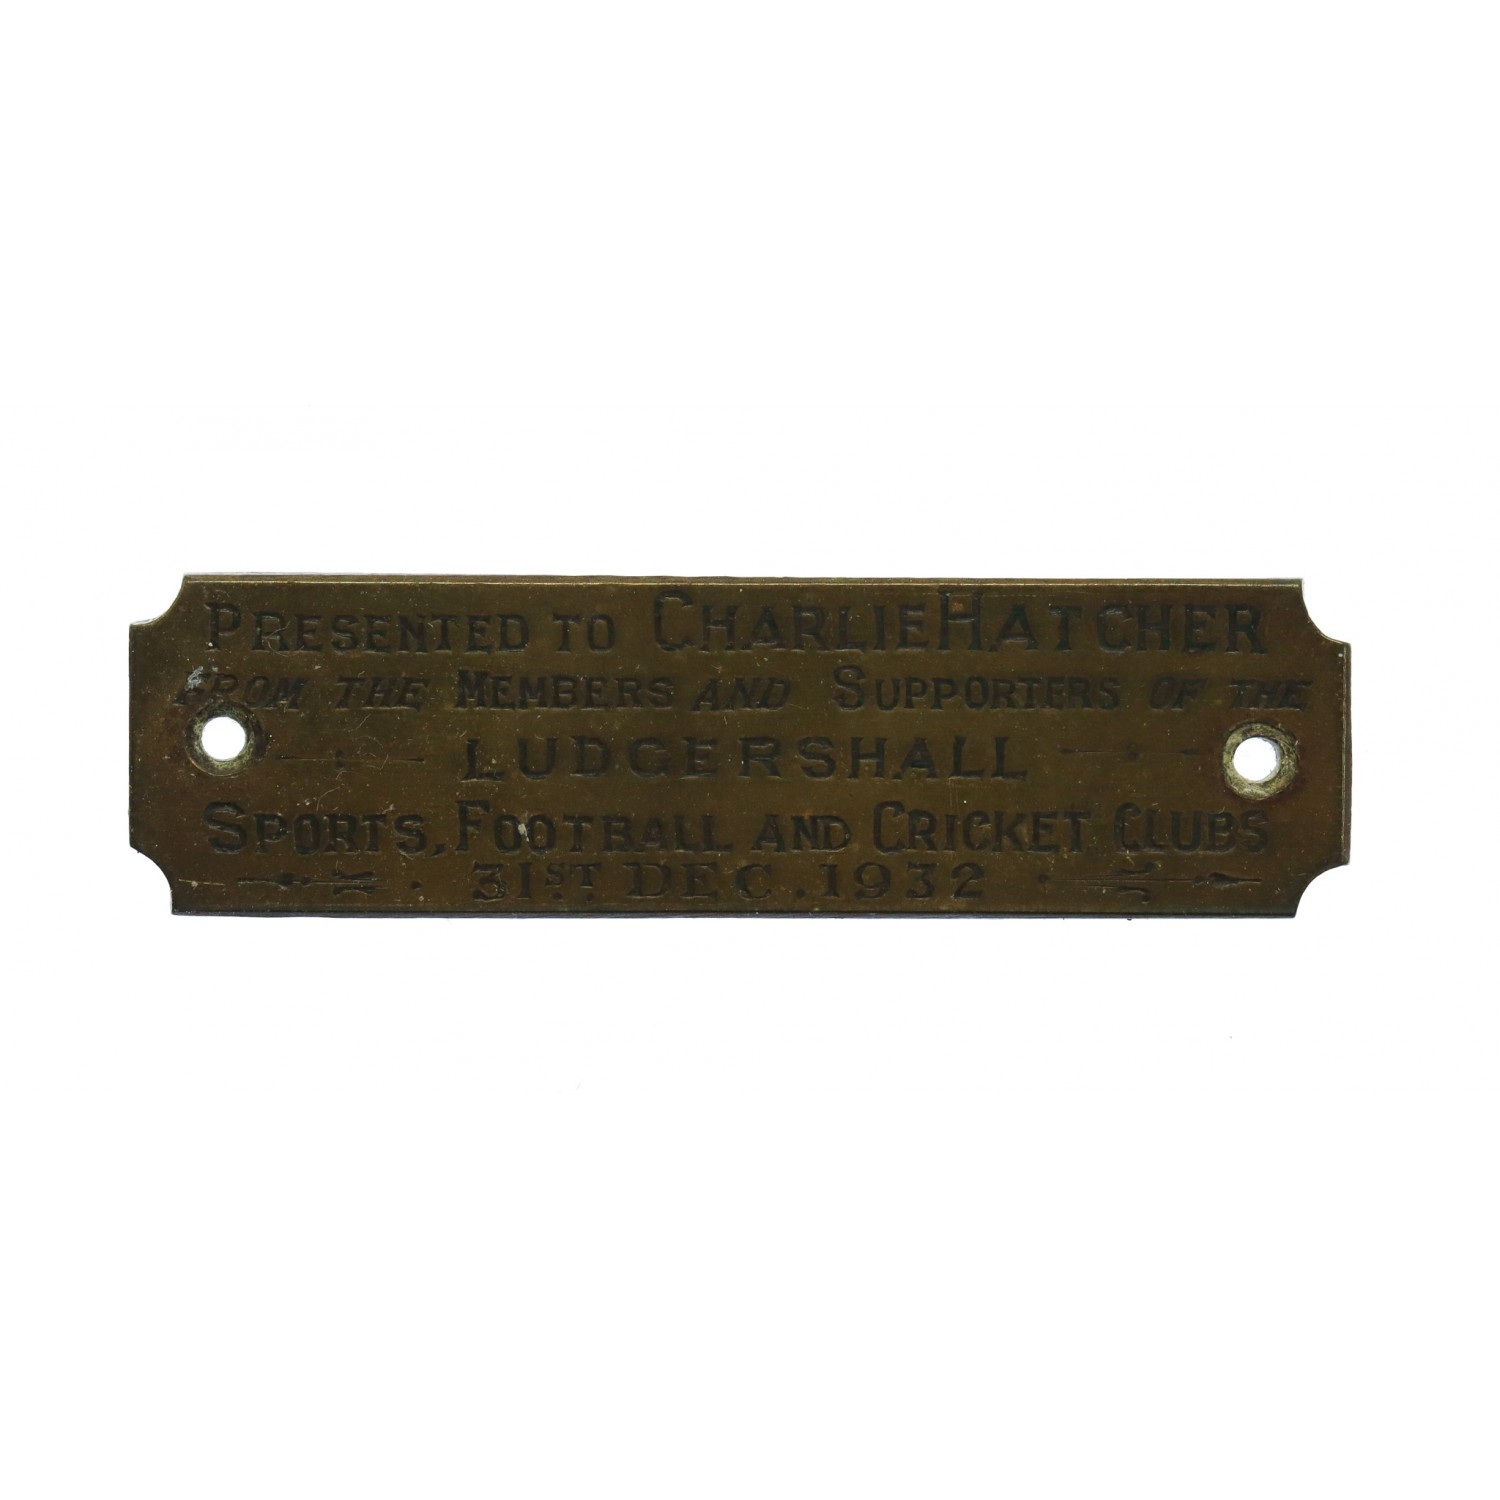 PRESENTED TO CHARLIE HATCHER
FROM THE MEMBERS AND SUPPORTERS OF THE
LUDGERSHALL
SPORTS, FOOTBALL AND CRICKET CLUBS
31ST DEC. 1932